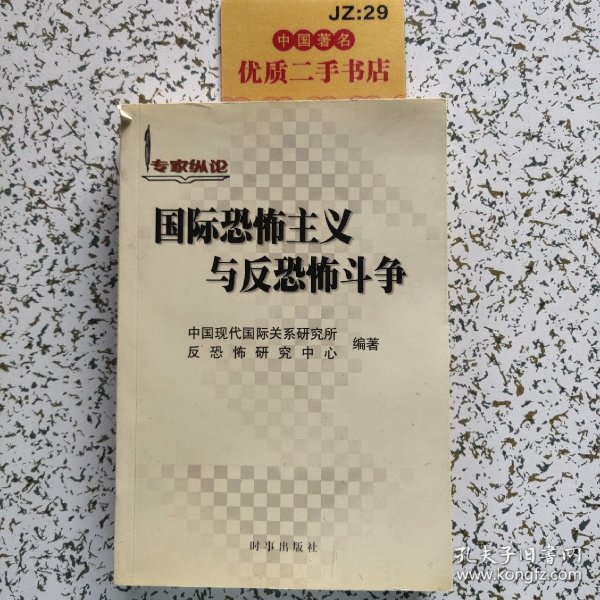 JZ:29
中国著名
优质二手书店
专家纵论
国际恐怖主义
与反恐怖斗争
中国现代国际关系研究所
反恐怖研究中心
编著
时事出版社
孔夫子旧书网
www.kongfz.com